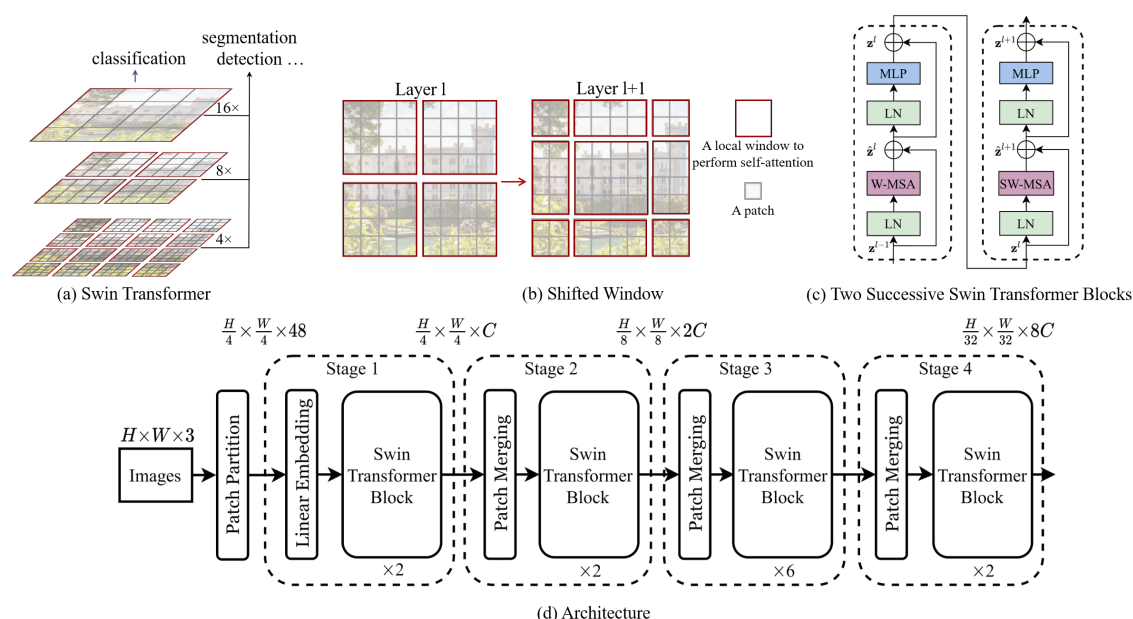 segmentation
detection ...
classification
16×
8×
4×
(a) Swin Transformer
Layer l
Layer l+1
A local window to
perform self-attention
A patch
(b) Shifted Window
z^l
MLP
LN
ẑ^l
W-MSA
LN
z^{l-1}
z^{l+1}
MLP
LN
ẑ^{l+1}
SW-MSA
LN
z^l
(c) Two Successive Swin Transformer Blocks
H/4 × W/4 × 48
H/4 × W/4 × C
H/8 × W/8 × 2C
H/32 × W/32 × 8C
Stage 1
Stage 2
Stage 3
Stage 4
H×W×3
Images
Patch Partition
Linear Embedding
Swin
Transformer
Block
×2
Patch Merging
Swin
Transformer
Block
×2
Patch Merging
Swin
Transformer
Block
×6
Patch Merging
Swin
Transformer
Block
×2
(d) Architecture